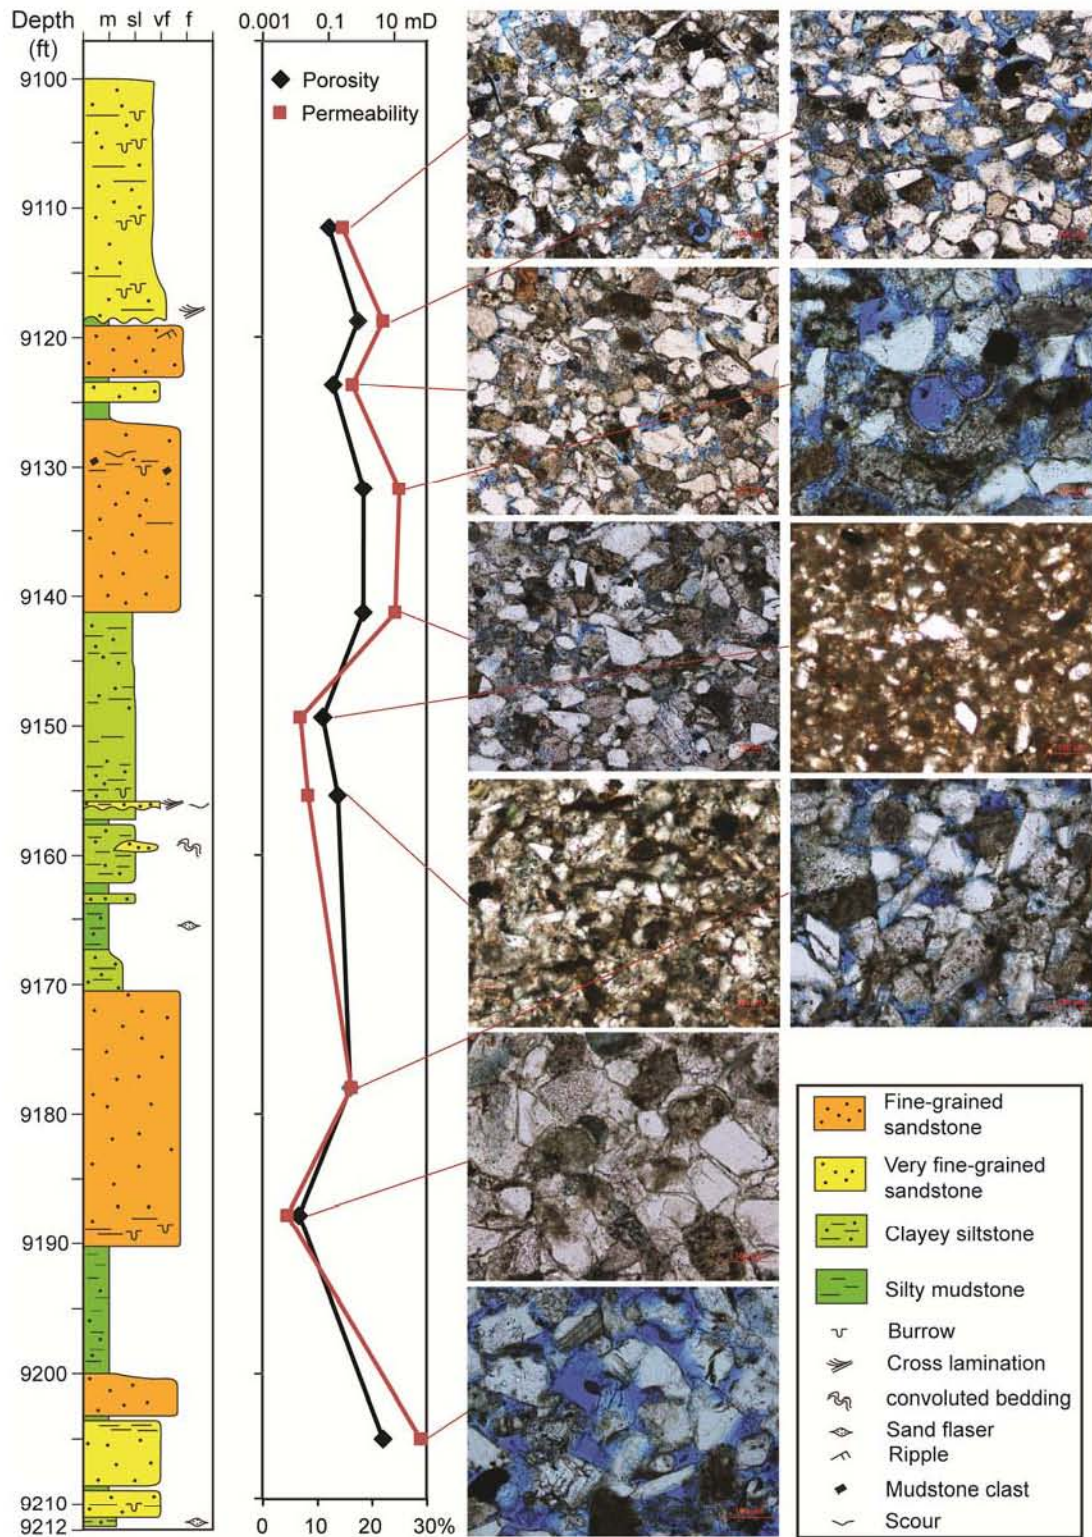 Depth
(ft)
m sl vf f
0.001 0.1 10 mD
Porosity
Permeability
9100
9110
9120
9130
9140
9150
9160
9170
9180
9190
9200
9210
9212
0 10 20 30%
Fine-grained
sandstone
Very fine-grained
sandstone
Clayey siltstone
Silty mudstone
Burrow
Cross lamination
convoluted bedding
Sand flaser
Ripple
Mudstone clast
Scour